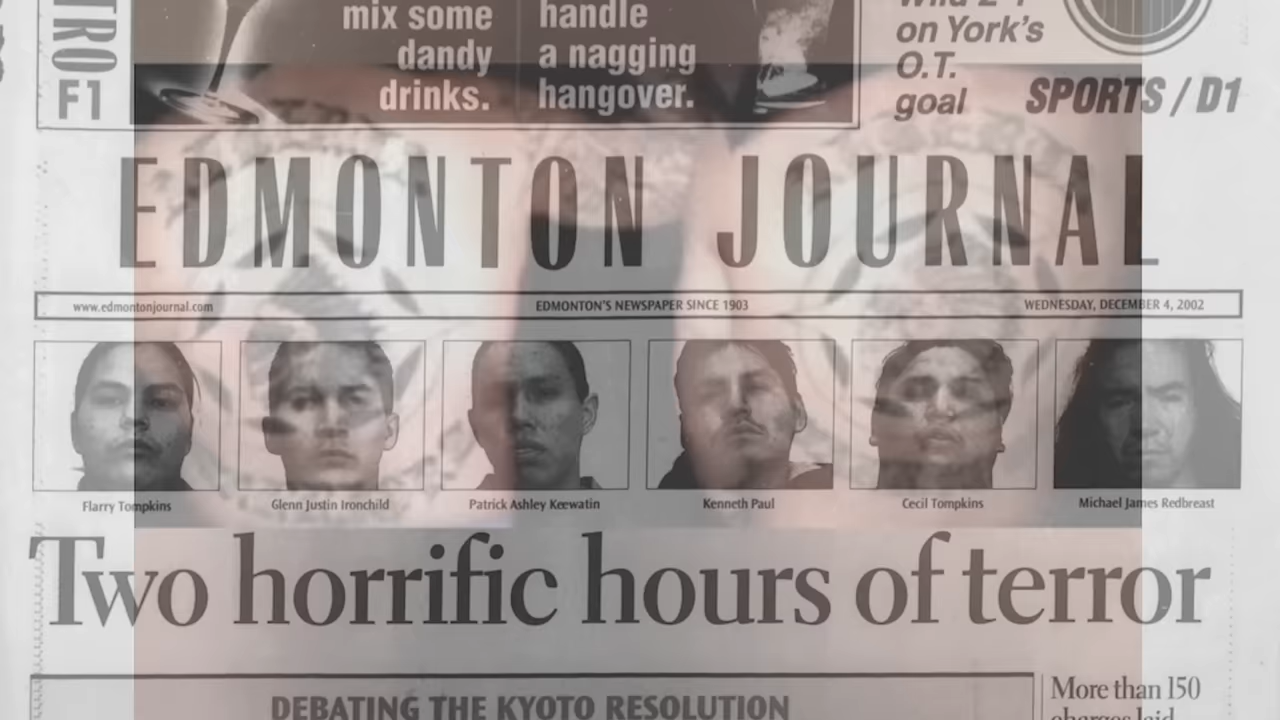 TRO
F1
mix some
dandy
drinks.
handle
a nagging
hangover.
on York's
O.T.
goal
SPORTS / D1
EDMONTON JOURNAL
www.edmontonjournal.com
EDMONTON'S NEWSPAPER SINCE 1903
WEDNESDAY, DECEMBER 4, 2002
Flarry Tompkins
Glenn Justin Ironchild
Patrick Ashley Keewatin
Kenneth Paul
Cecil Tompkins
Michael James Redbreast
Two horrific hours of terror
DEBATING THE KYOTO RESOLUTION
More than 150
charges laid